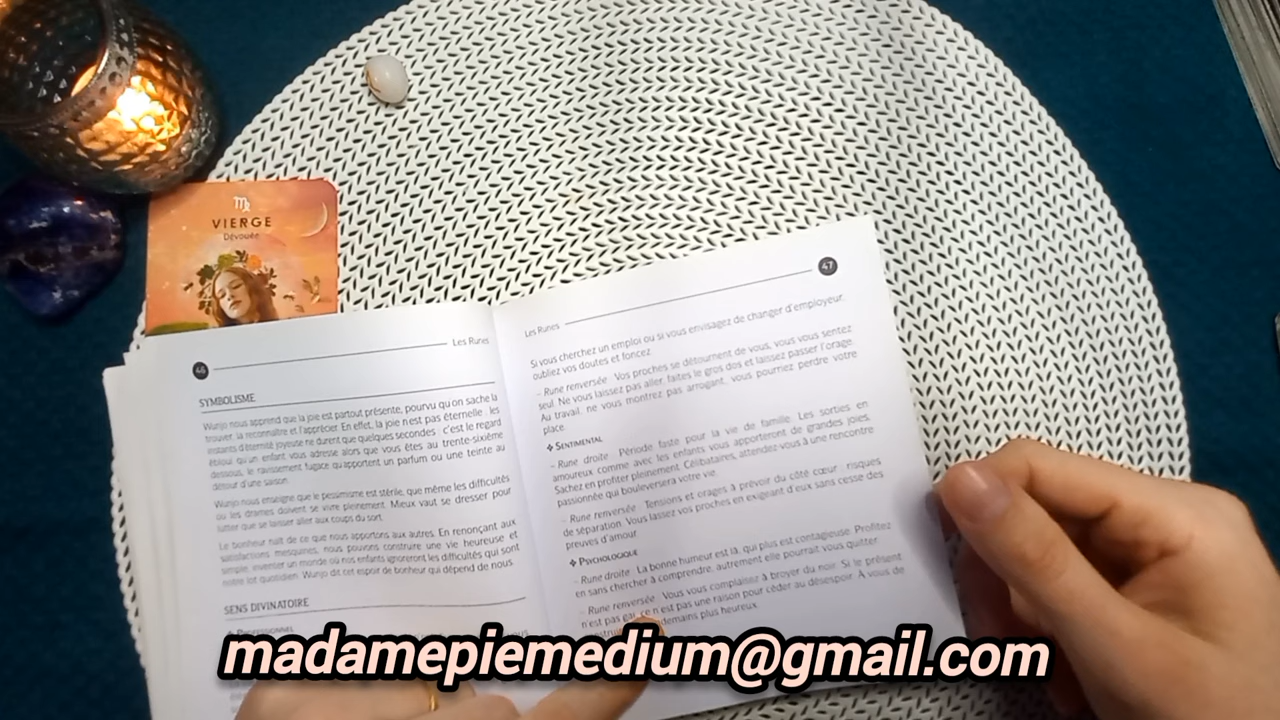 ♍
VIERGE
Dévouée
46
Les Runes
SYMBOLISME
Wunjo nous apprend que la joie est partout présente, pourvu qu'on sache la
trouver, la reconnaître et l'apprécier. En effet, la joie n'est pas éternelle : les
instants d'éternité joyeuse ne durent que quelques secondes : c'est le regard
ébloui qu'un enfant vous adresse alors que vous êtes au trente-sixième
dessous, le ravissement fugace qu'apportent un parfum ou une teinte au
détour d'une saison.
Wunjo nous enseigne que le pessimisme est stérile, que même les difficultés
ou les drames doivent se vivre pleinement. Mieux vaut se dresser pour
lutter que se laisser aller aux coups du sort.
Le bonheur naît de ce que nous apportons aux autres. En renonçant aux
satisfactions mesquines, nous pouvons construire une vie heureuse et
simple, inventer un monde où nos enfants ignoreront les difficultés qui sont
notre lot quotidien. Wunjo dit cet espoir de bonheur qui dépend de nous.
SENS DIVINATOIRE
❖ PROFESSIONNEL
Les Runes
47
Si vous cherchez un emploi ou si vous envisagez de changer d'employeur,
oubliez vos doutes et foncez.
– Rune renversée : Vos proches se détournent de vous, vous vous sentez
seul. Ne vous laissez pas aller, faites le gros dos et laissez passer l'orage.
Au travail, ne vous montrez pas arrogant, vous pourriez perdre votre
place.
❖ SENTIMENTAL
– Rune droite : Période faste pour la vie de famille. Les sorties en
amoureux comme avec les enfants vous apporteront de grandes joies.
Sachez en profiter pleinement. Célibataires, attendez-vous à une rencontre
passionnée qui bouleversera votre vie.
– Rune renversée : Tensions et orages à prévoir du côté cœur : risques
de séparation. Vous lassez vos proches en exigeant d'eux sans cesse des
preuves d'amour.
❖ PSYCHOLOGIQUE
– Rune droite : La bonne humeur est là, qui plus est contagieuse. Profitez
en sans chercher à comprendre, autrement elle pourrait vous quitter.
– Rune renversée : Vous vous complaisez à broyer du noir. Si le présent
n'est pas gai, ce n'est pas une raison pour céder au désespoir. À vous de
demains plus heureux.
madamepiemedium@gmail.com